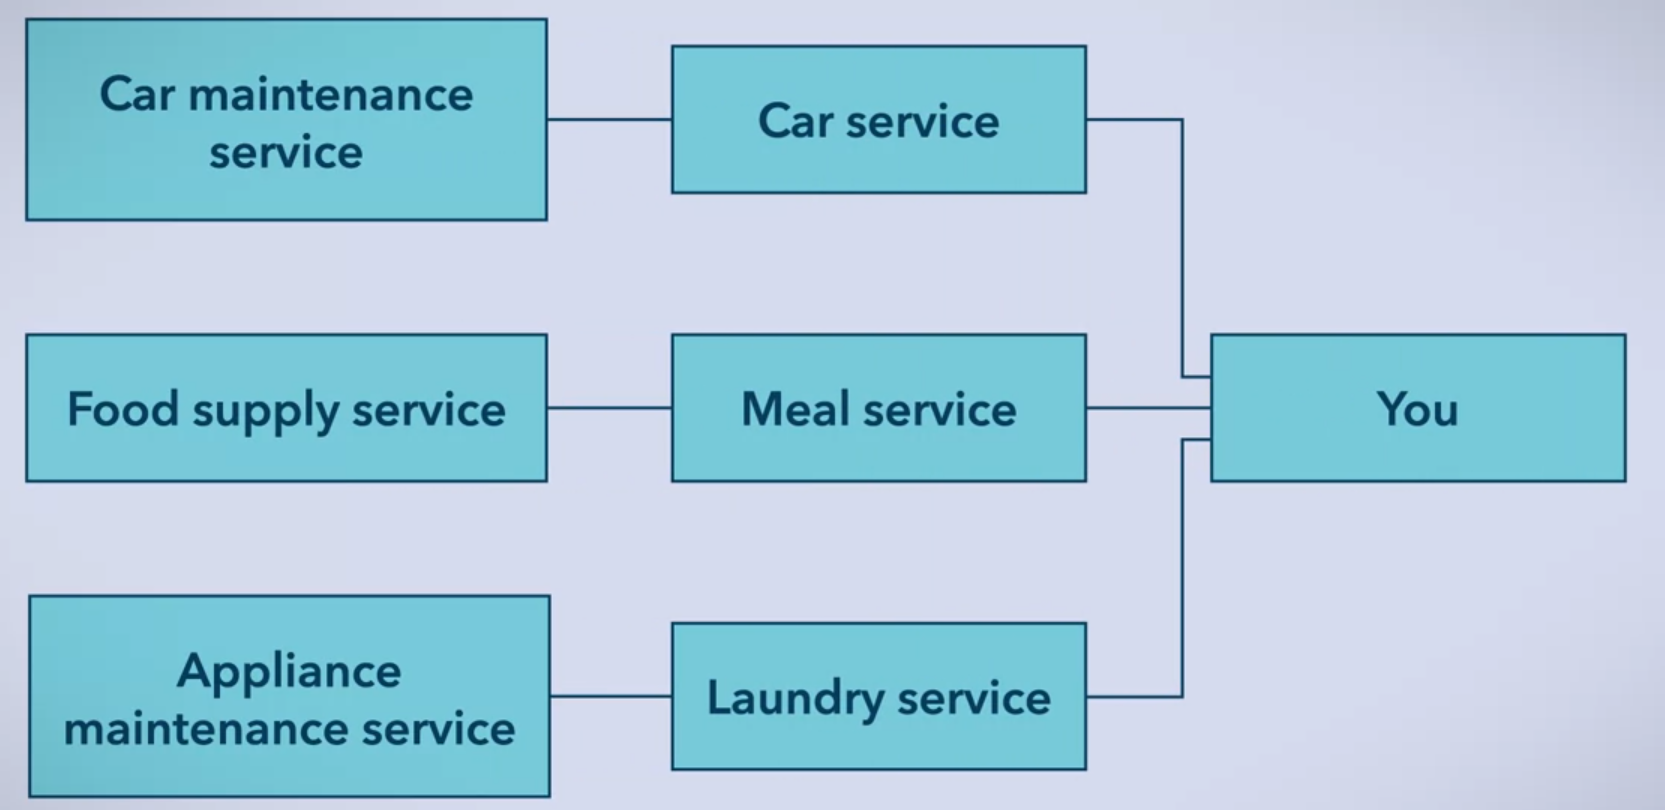 Car maintenance
service
Car service
Food supply service
Meal service
You
Appliance
maintenance service
Laundry service